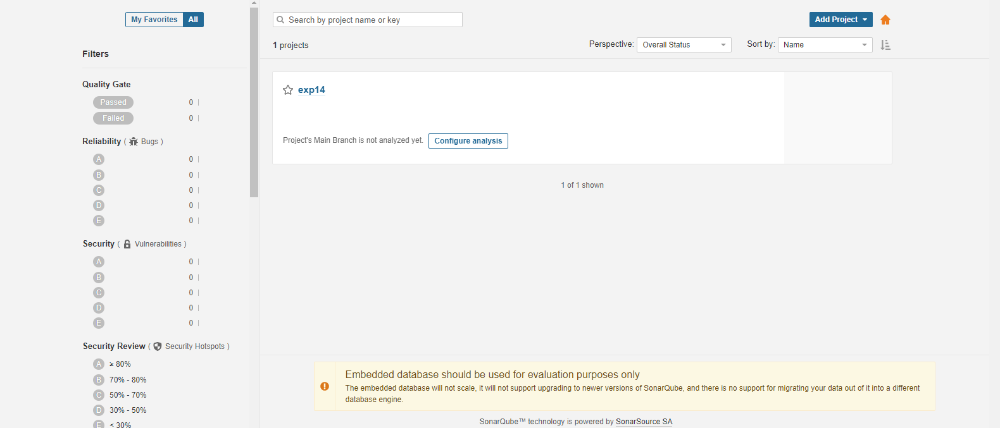 My Favorites All
Filters
Quality Gate
Passed 0
Failed 0
Reliability ( Bugs )
A 0
B 0
C 0
D 0
E 0
Security ( Vulnerabilities )
A 0
B 0
C 0
D 0
E 0
Security Review ( Security Hotspots )
A ≥ 80%
B 70% - 80%
C 50% - 70%
D 30% - 50%
E < 30%
Search by project name or key
Add Project
1 projects
Perspective: Overall Status
Sort by: Name
exp14
Project's Main Branch is not analyzed yet. Configure analysis
1 of 1 shown
Embedded database should be used for evaluation purposes only
The embedded database will not scale, it will not support upgrading to newer versions of SonarQube, and there is no support for migrating your data out of it into a different
database engine.
SonarQube™ technology is powered by SonarSource SA